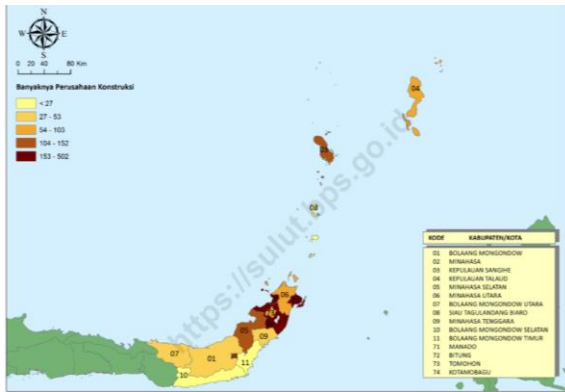 N
W E
S
0 20 40 80 Km
Banyaknya Perusahaan Konstruksi
< 27
27 - 53
54 - 103
104 - 152
153 - 502
04
https://sulut.bps.go.id
06
05
09
07
01
11
10
KODE KABUPATEN/KOTA
01 BOLAANG MONGONDOW
02 MINAHASA
03 KEPULAUAN SANGIHE
04 KEPULAUAN TALAUD
05 MINAHASA SELATAN
06 MINAHASA UTARA
07 BOLAANG MONGONDOW UTARA
08 SIAU TAGULANDANG BIARO
09 MINAHASA TENGGARA
10 BOLAANG MONGONDOW SELATAN
11 BOLAANG MONGONDOW TIMUR
71 MANADO
72 BITUNG
73 TOMOHON
74 KOTAMOBAGU